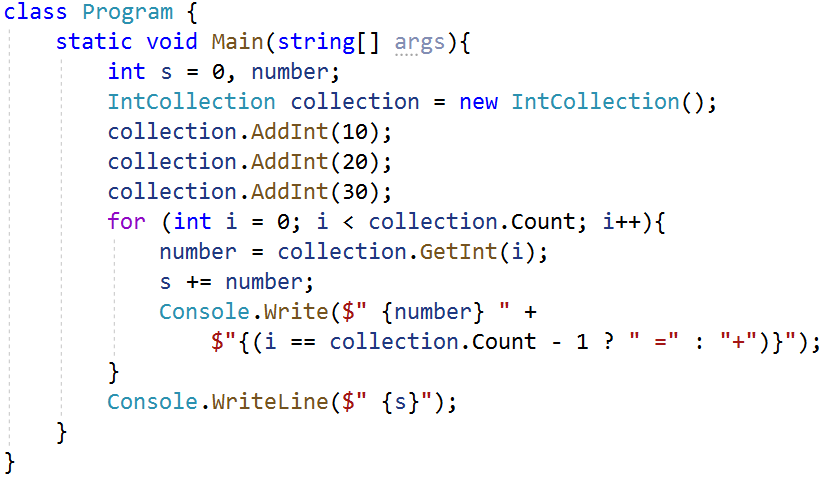 class Program {
    static void Main(string[] args){
        int s = 0, number;
        IntCollection collection = new IntCollection();
        collection.AddInt(10);
        collection.AddInt(20);
        collection.AddInt(30);
        for (int i = 0; i < collection.Count; i++){
            number = collection.GetInt(i);
            s += number;
            Console.Write($" {number} " +
                $"{(i == collection.Count - 1 ? " =" : "+")}");
        }
        Console.WriteLine($" {s}");
    }
}